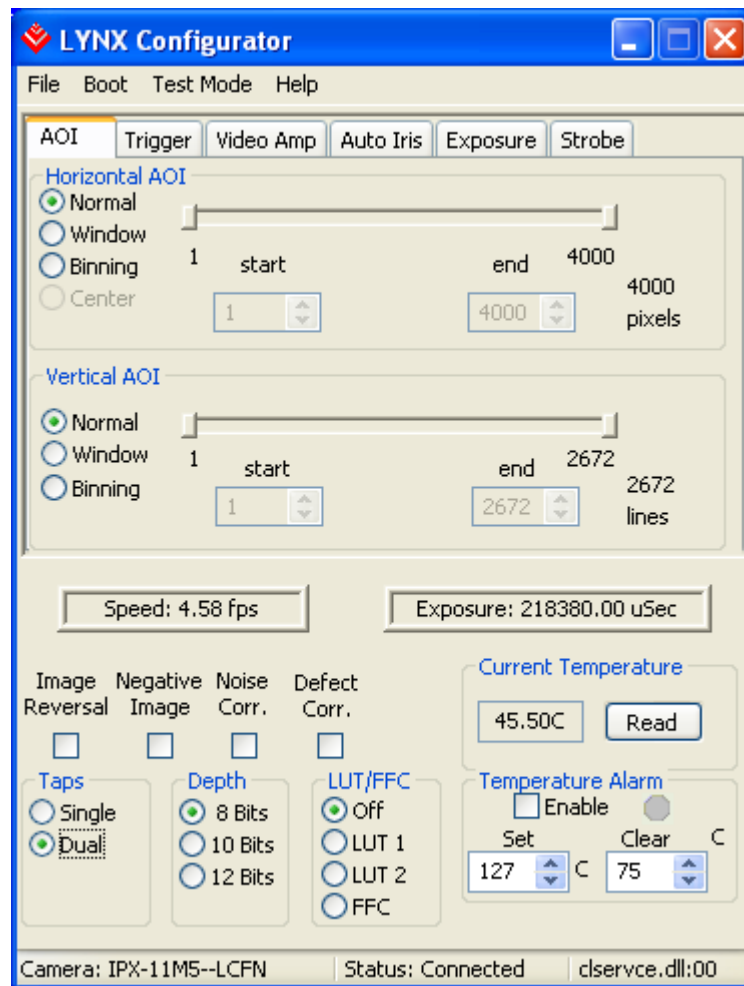 LYNX Configurator
File Boot Test Mode Help
AOI Trigger Video Amp Auto Iris Exposure Strobe
Horizontal AOI
Normal
Window
Binning
Center
1 start end 4000
1 4000
4000
pixels
Vertical AOI
Normal
Window
Binning
1 start end 2672
1 2672
2672
lines
Speed: 4.58 fps Exposure: 218380.00 uSec
Image Reversal
Negative Image
Noise Corr.
Defect Corr.
Current Temperature
45.50C Read
Taps
Single
Dual
Depth
8 Bits
10 Bits
12 Bits
LUT/FFC
Off
LUT 1
LUT 2
FFC
Temperature Alarm
Enable
Set Clear C
127 C 75
Camera: IPX-11M5--LCFN Status: Connected clservce.dll:00